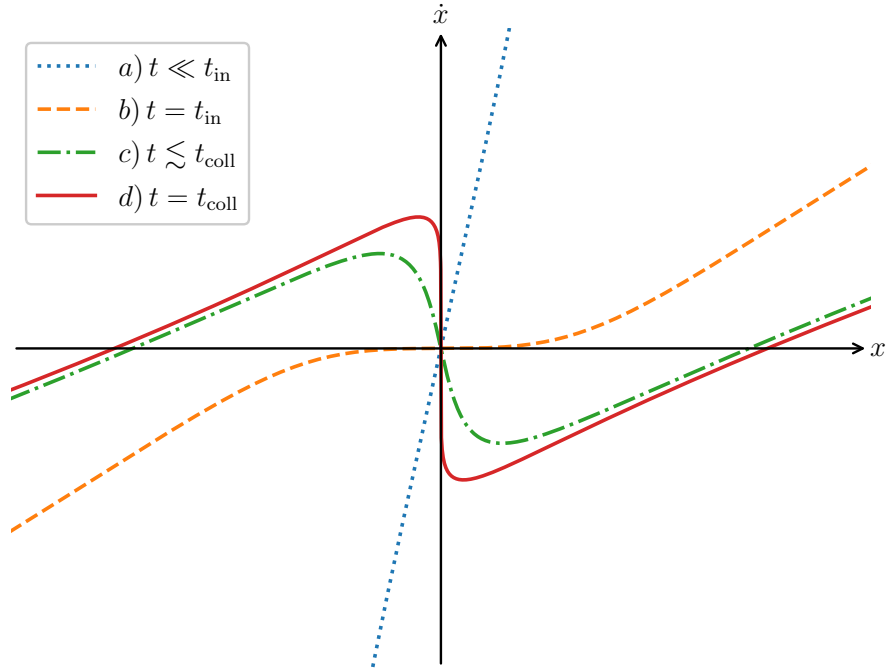 ẋ
a) t ≪ t_in
b) t = t_in
c) t ≲ t_coll
d) t = t_coll
x